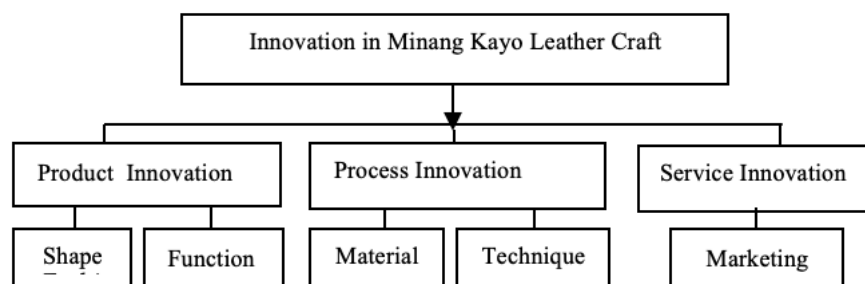 Innovation in Minang Kayo Leather Craft
Product Innovation
Process Innovation
Service Innovation
Shape
Function
Material
Technique
Marketing